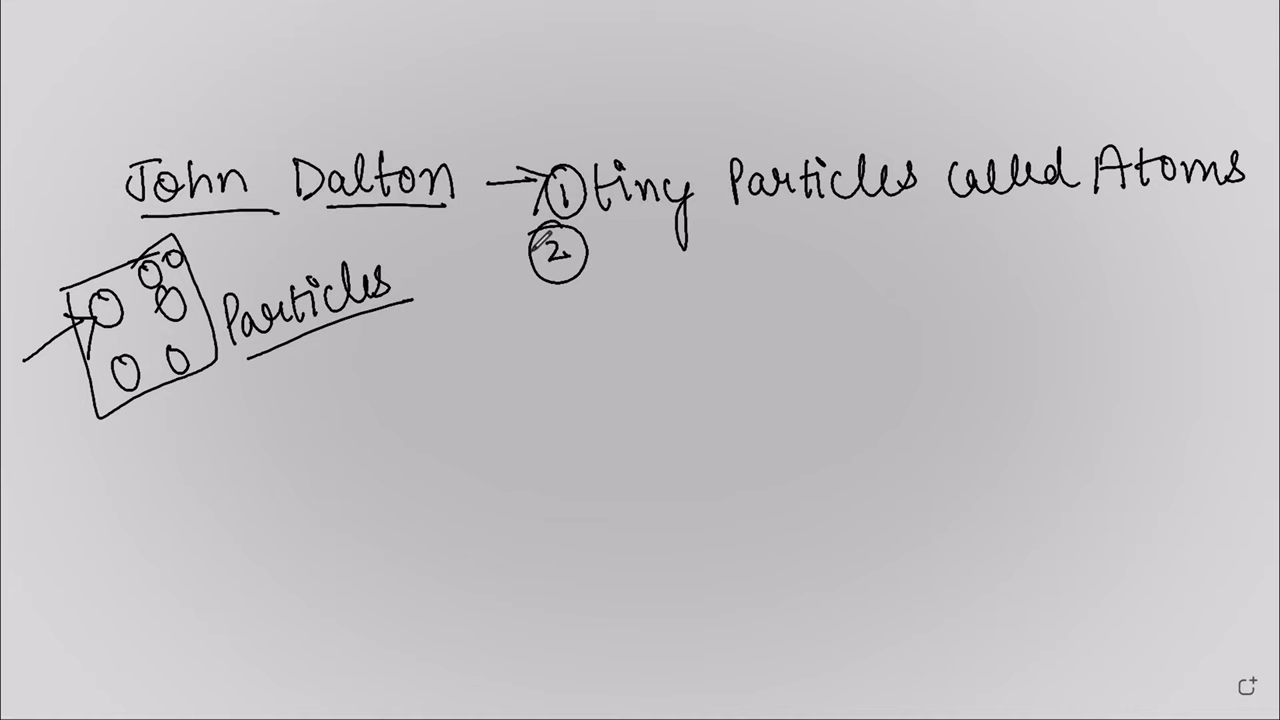 John Dalton → ① tiny Particles called Atoms
②
Particles